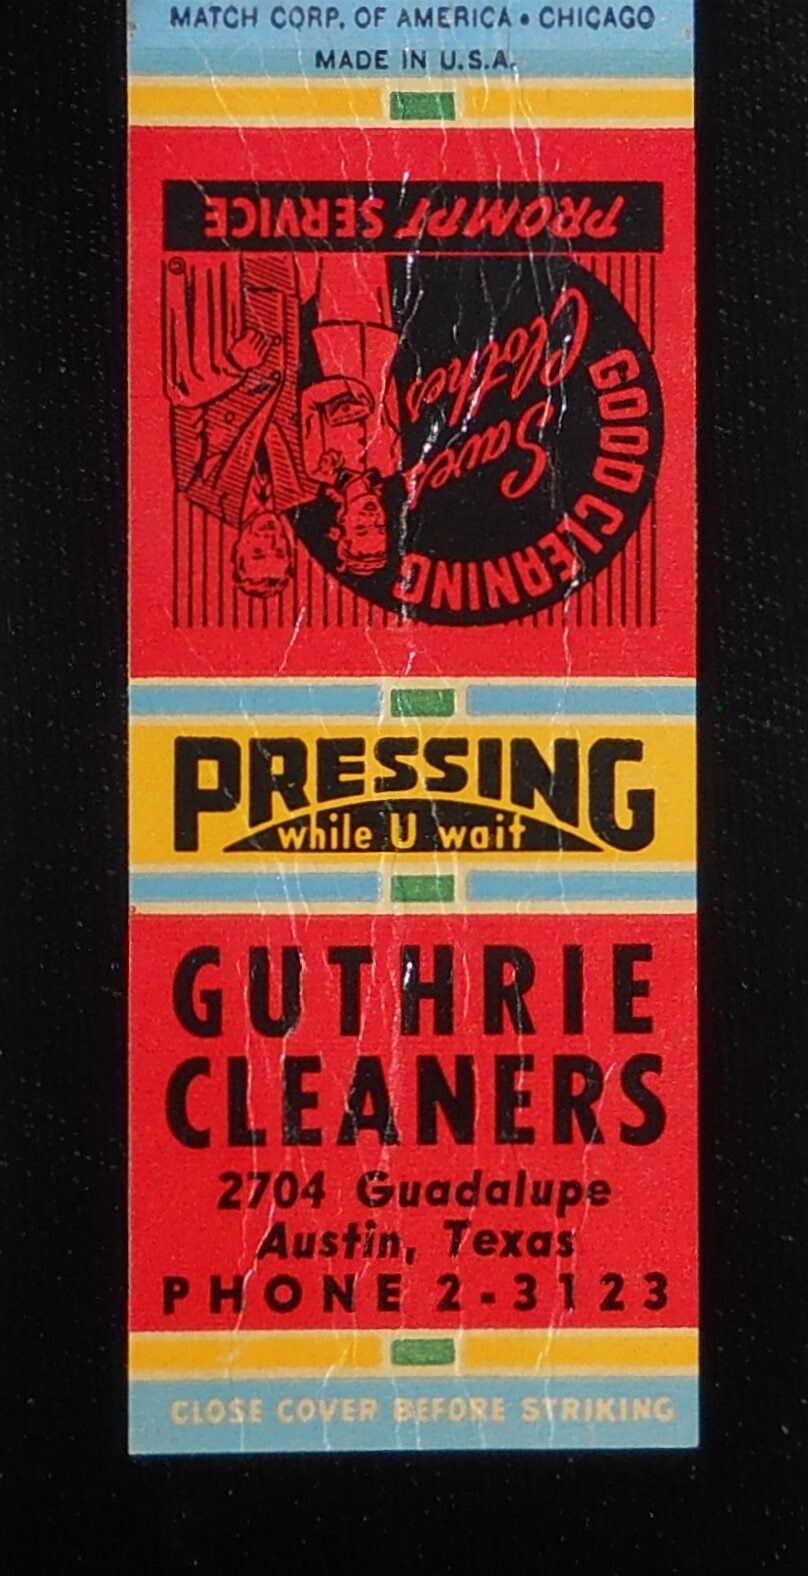 MATCH CORP. OF AMERICA • CHICAGO
MADE IN U.S.A.
GOOD CLEANING
Saves
Clothes
PROMPT SERVICE
PRESSING
while U wait
GUTHRIE
CLEANERS
2704 Guadalupe
Austin, Texas
PHONE 2-3123
CLOSE COVER BEFORE STRIKING